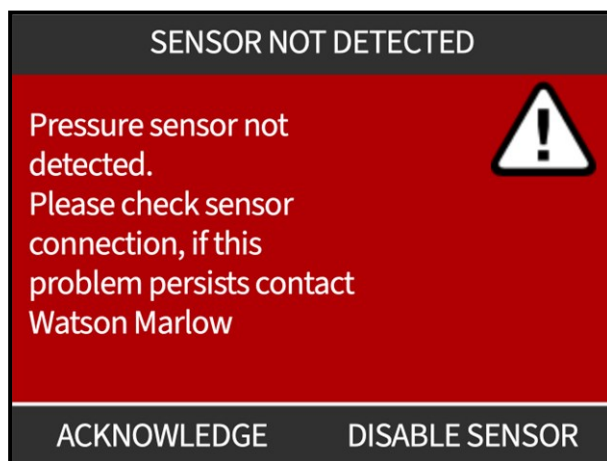 SENSOR NOT DETECTED
Pressure sensor not
detected.
Please check sensor
connection, if this
problem persists contact
Watson Marlow
ACKNOWLEDGE DISABLE SENSOR